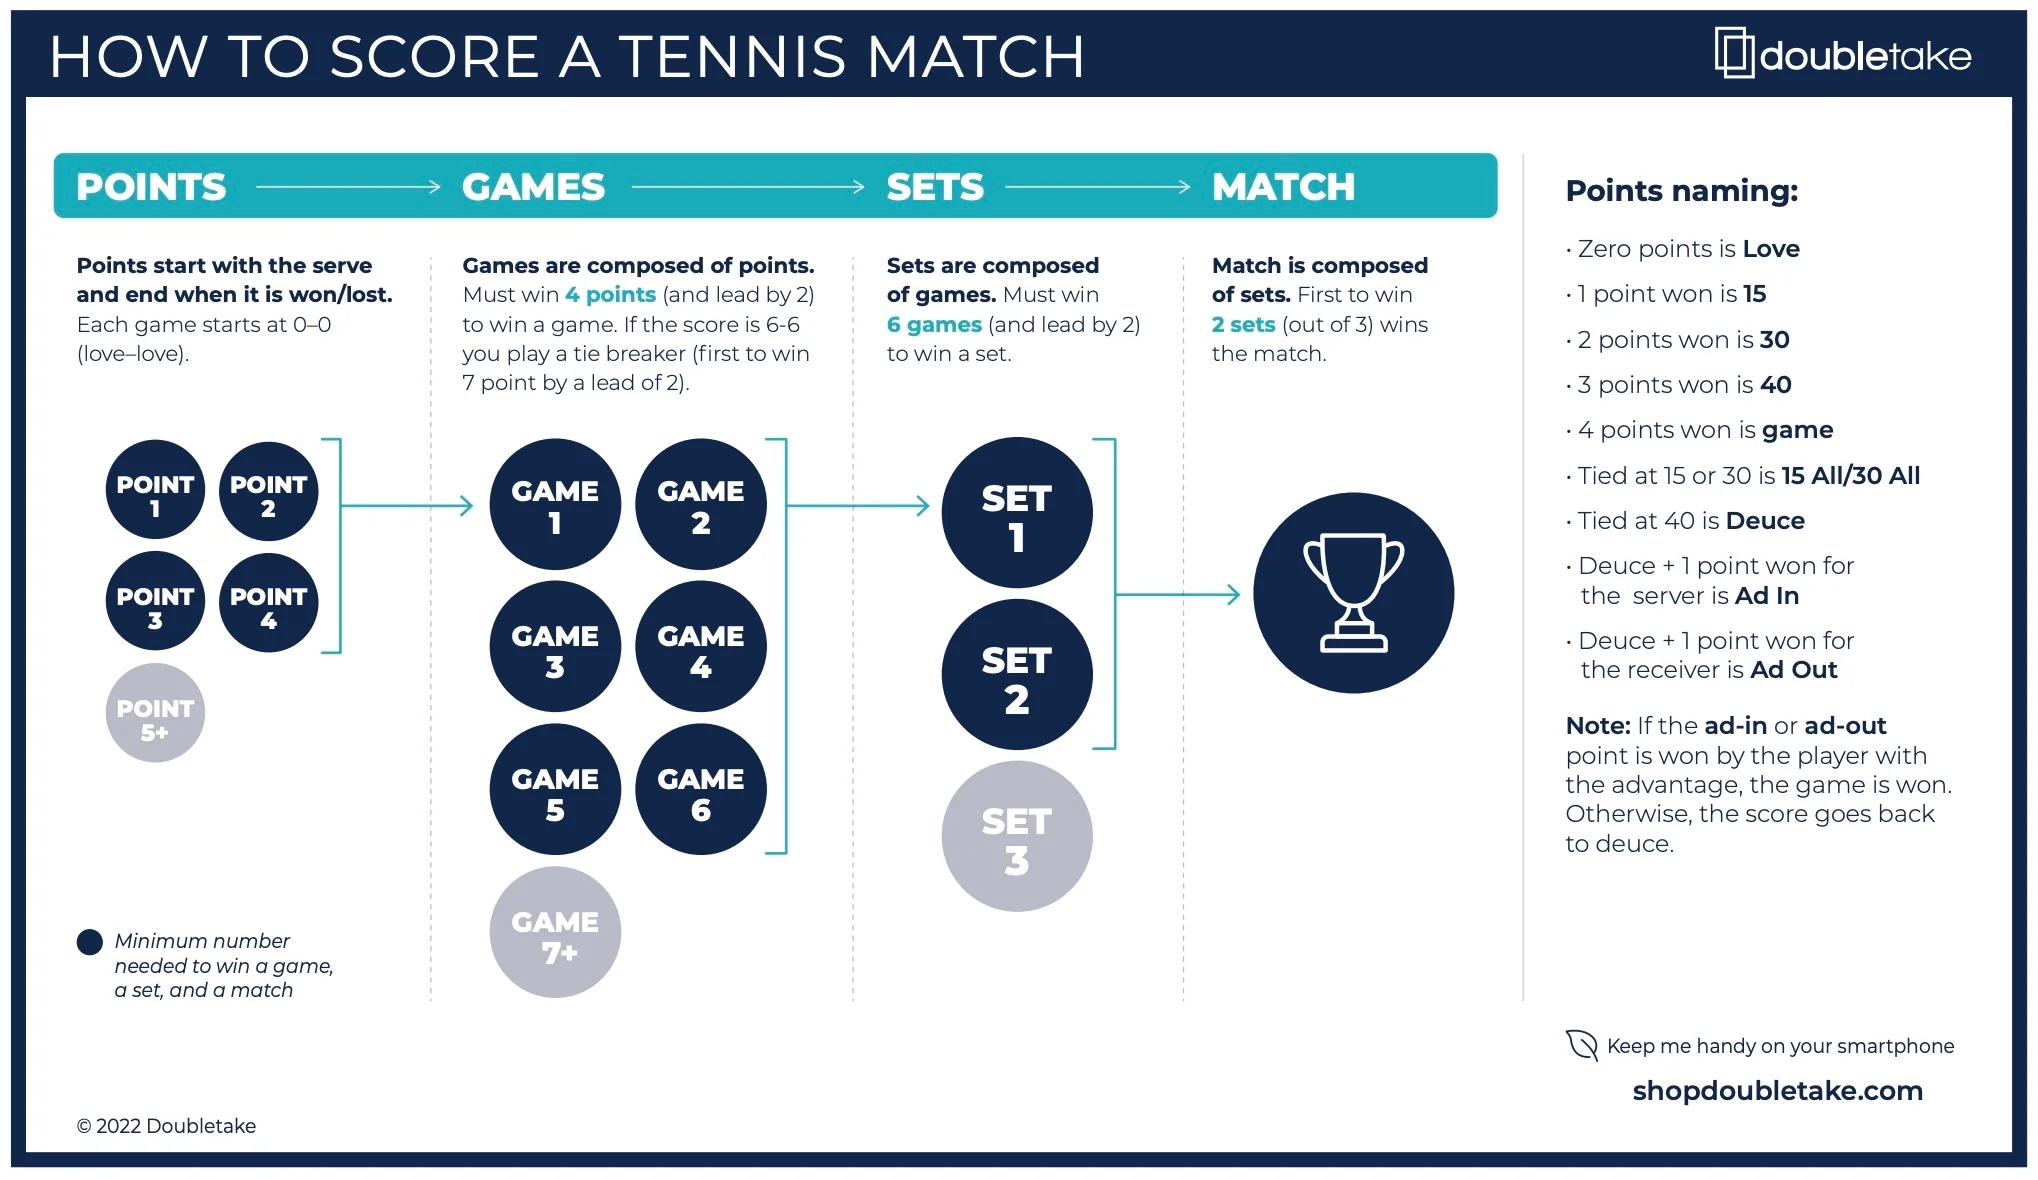 HOW TO SCORE A TENNIS MATCH
doubletake
POINTS
GAMES
SETS
MATCH
Points start with the serve
and end when it is won/lost.
Each game starts at 0–0
(love–love).
Games are composed of points.
Must win 4 points (and lead by 2)
to win a game. If the score is 6-6
you play a tie breaker (first to win
7 point by a lead of 2).
Sets are composed
of games. Must win
6 games (and lead by 2)
to win a set.
Match is composed
of sets. First to win
2 sets (out of 3) wins
the match.
POINT
1
POINT
2
POINT
3
POINT
4
POINT
5+
GAME
1
GAME
2
GAME
3
GAME
4
GAME
5
GAME
6
GAME
7+
SET
1
SET
2
SET
3
Minimum number
needed to win a game,
a set, and a match
© 2022 Doubletake
Points naming:
· Zero points is Love
· 1 point won is 15
· 2 points won is 30
· 3 points won is 40
· 4 points won is game
· Tied at 15 or 30 is 15 All/30 All
· Tied at 40 is Deuce
· Deuce + 1 point won for
the server is Ad In
· Deuce + 1 point won for
the receiver is Ad Out
Note: If the ad-in or ad-out
point is won by the player with
the advantage, the game is won.
Otherwise, the score goes back
to deuce.
Keep me handy on your smartphone
shopdoubletake.com